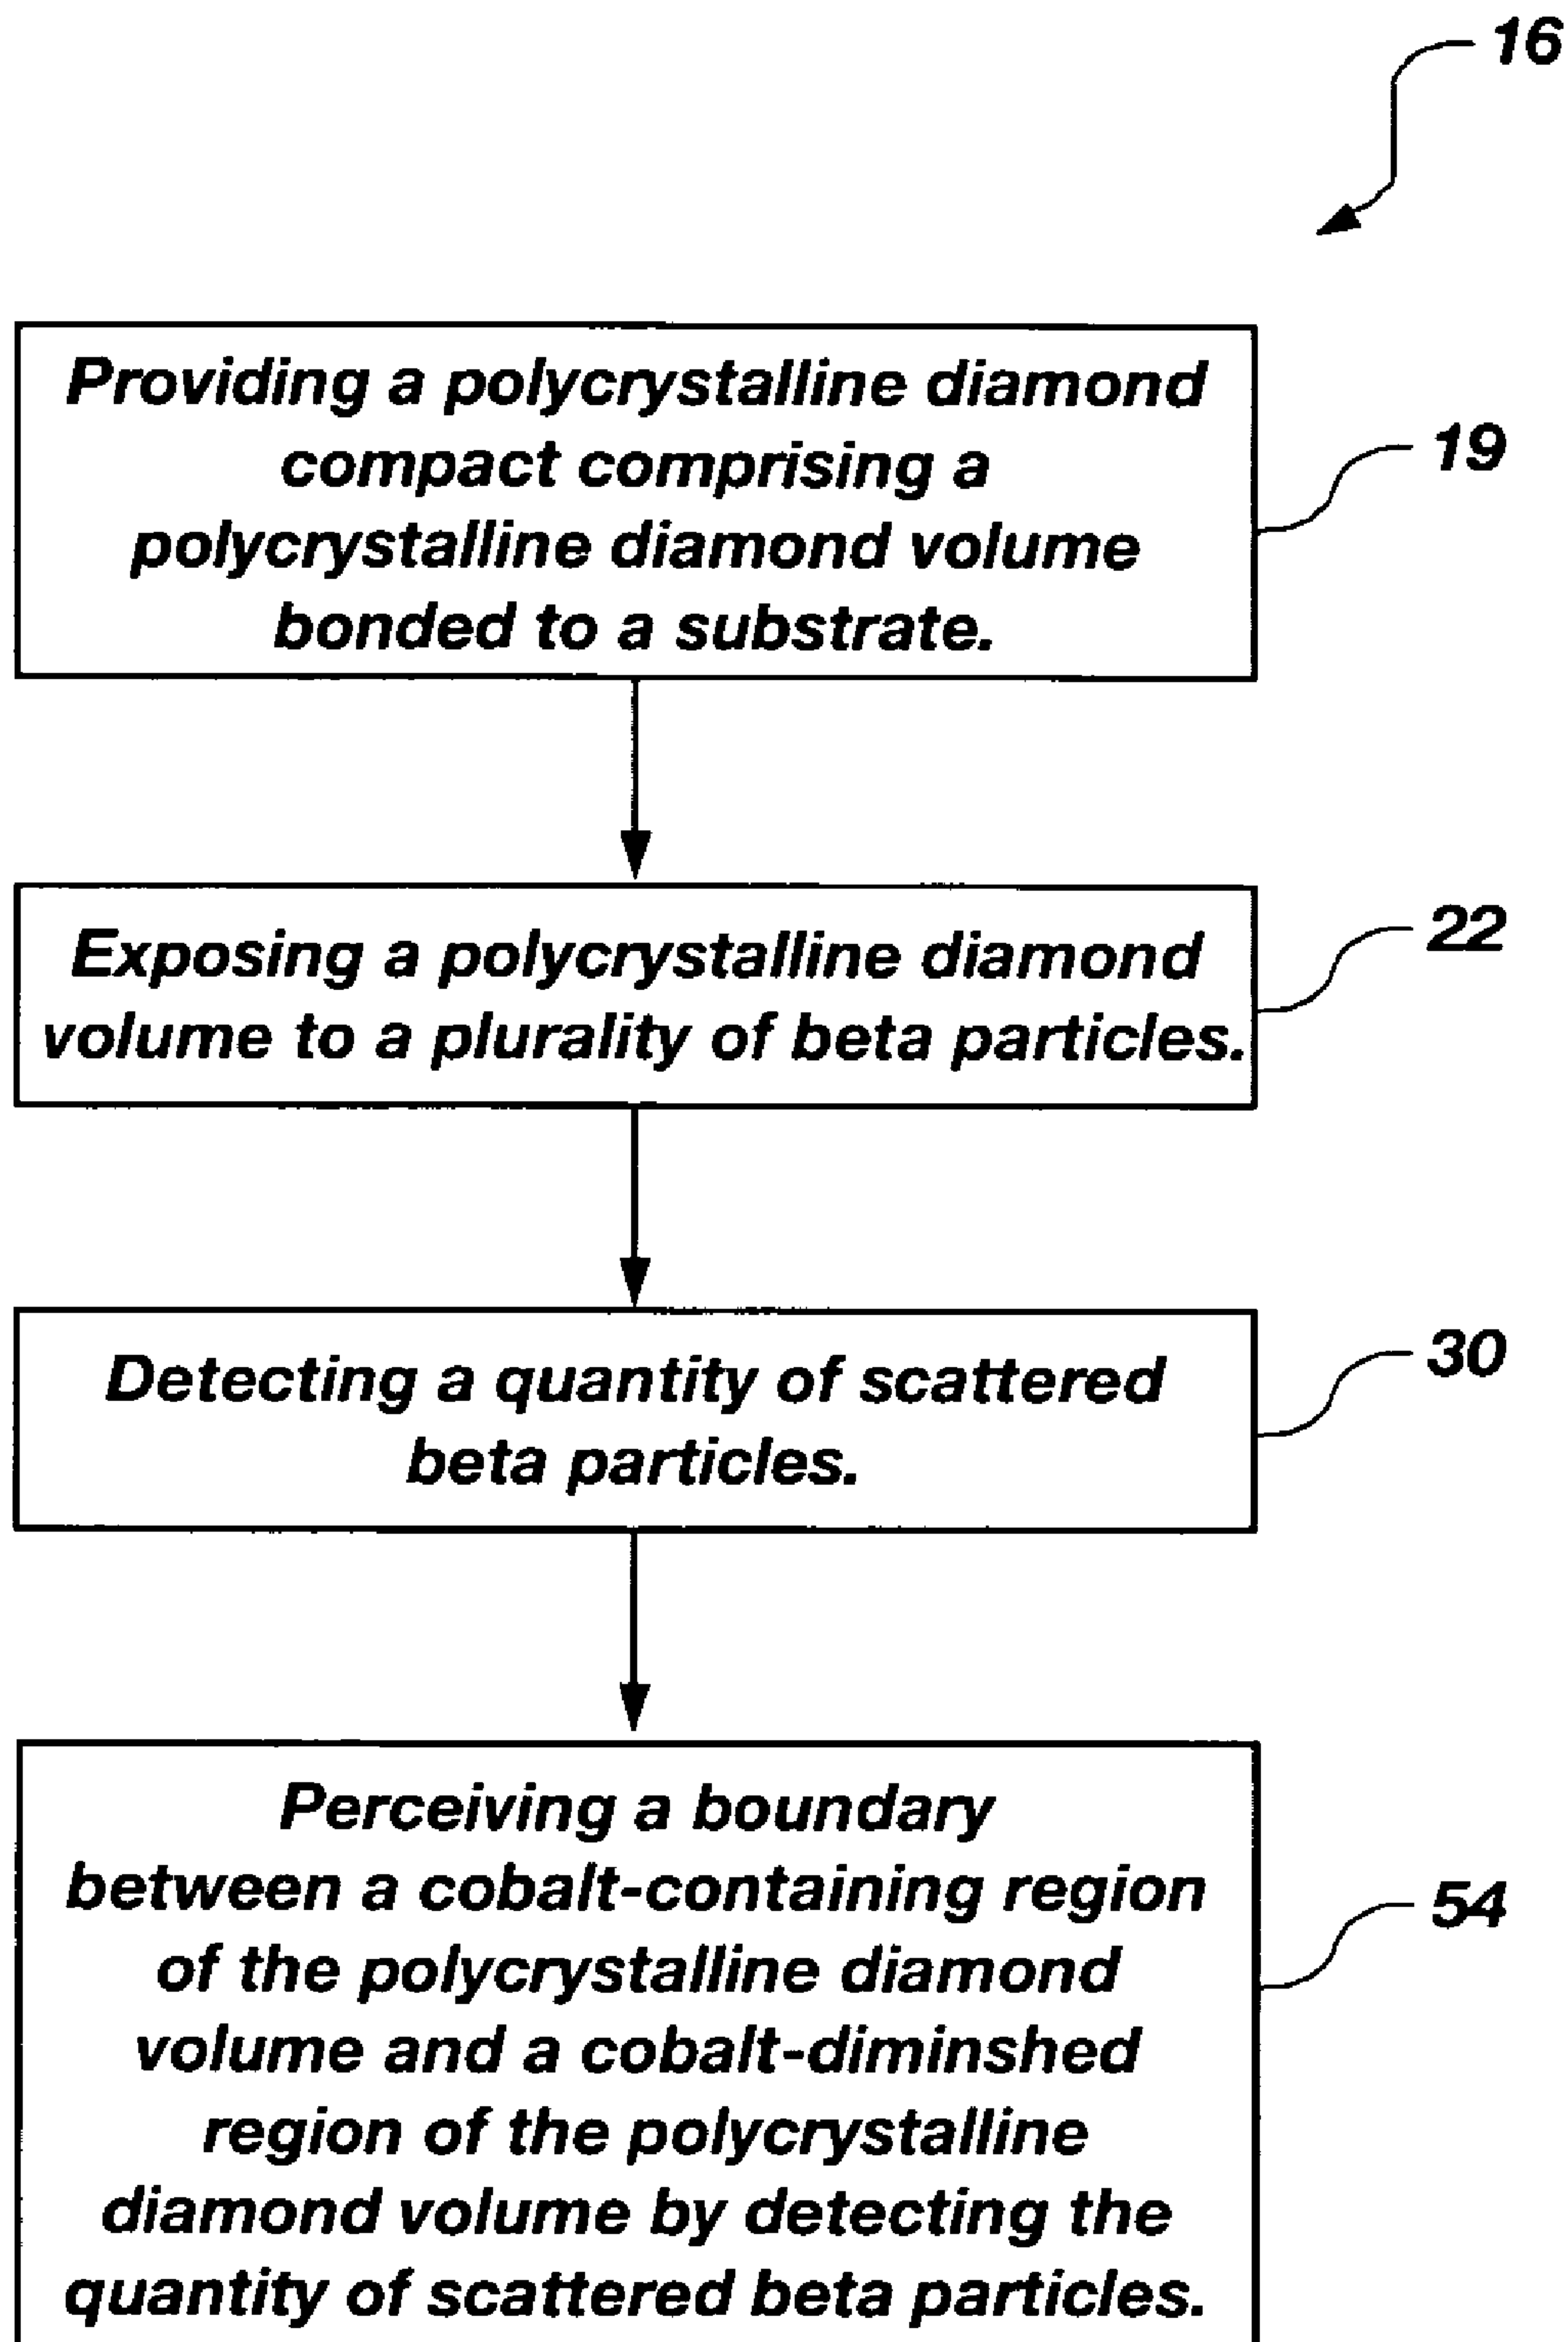 16
Providing a polycrystalline diamond
compact comprising a
polycrystalline diamond volume
bonded to a substrate.
19
Exposing a polycrystalline diamond
volume to a plurality of beta particles.
22
Detecting a quantity of scattered
beta particles.
30
Perceiving a boundary
between a cobalt-containing region
of the polycrystalline diamond
volume and a cobalt-diminshed
region of the polycrystalline
diamond volume by detecting the
quantity of scattered beta particles.
54